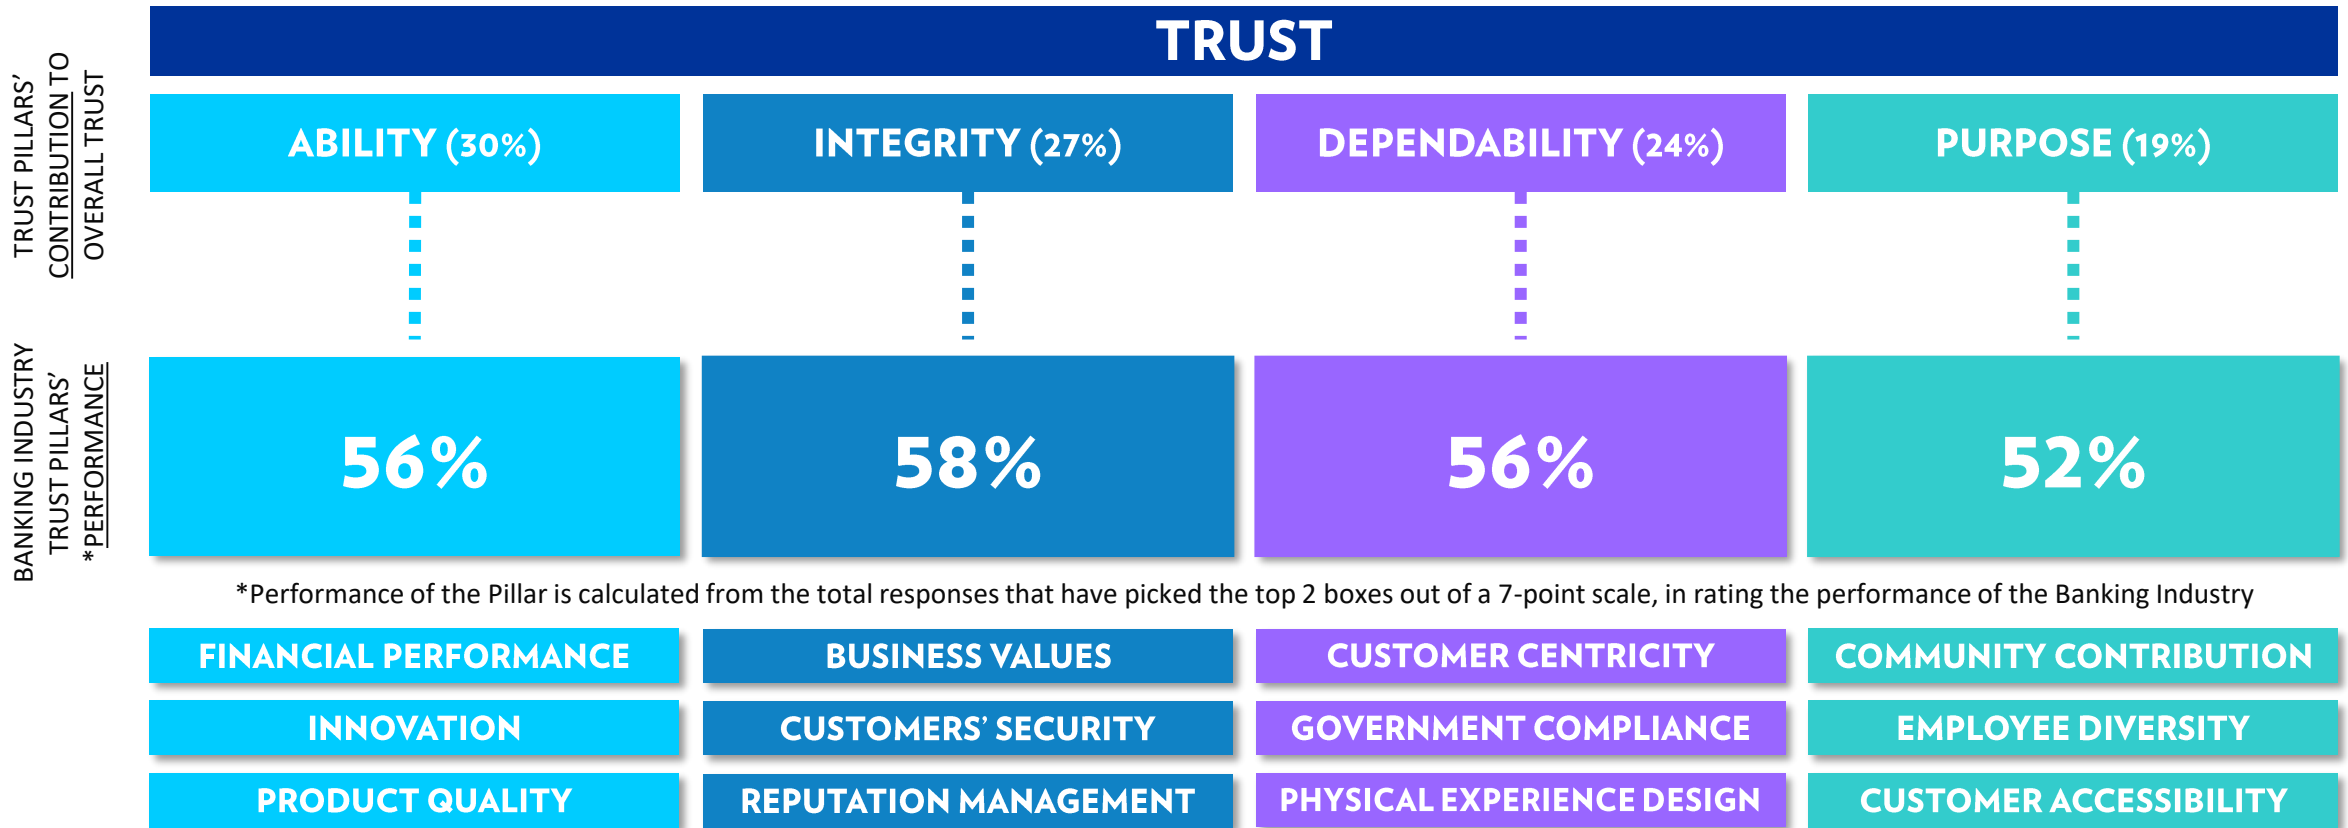 TRUST
TRUST PILLARS’
CONTRIBUTION TO
OVERALL TRUST
ABILITY (30%)
INTEGRITY (27%)
DEPENDABILITY (24%)
PURPOSE (19%)
BANKING INDUSTRY
TRUST PILLARS’
*PERFORMANCE
56%
58%
56%
52%
*Performance of the Pillar is calculated from the total responses that have picked the top 2 boxes out of a 7-point scale, in rating the performance of the Banking Industry
FINANCIAL PERFORMANCE
BUSINESS VALUES
CUSTOMER CENTRICITY
COMMUNITY CONTRIBUTION
INNOVATION
CUSTOMERS’ SECURITY
GOVERNMENT COMPLIANCE
EMPLOYEE DIVERSITY
PRODUCT QUALITY
REPUTATION MANAGEMENT
PHYSICAL EXPERIENCE DESIGN
CUSTOMER ACCESSIBILITY